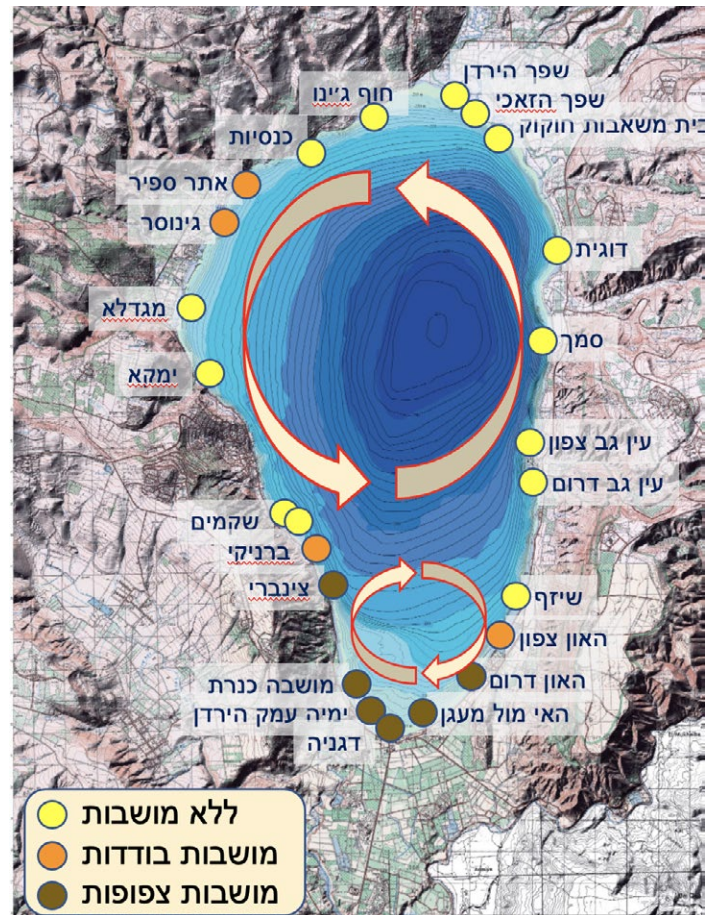 שפך הירדן
חוף ג'ינו
שפך הזאכי
בית משאבות חוקוק
כנסיות
אתר ספיר
גינוסר
דוגית
מגדלא
סמך
ימקא
עין גב צפון
עין גב דרום
שקמים
ברניקי
צינברי
שיזף
האון צפון
האון דרום
מושבה כנרת
ימיה עמק הירדן
האי מול מעגן
דגניה
ללא מושבות
מושבות בודדות
מושבות צפופות